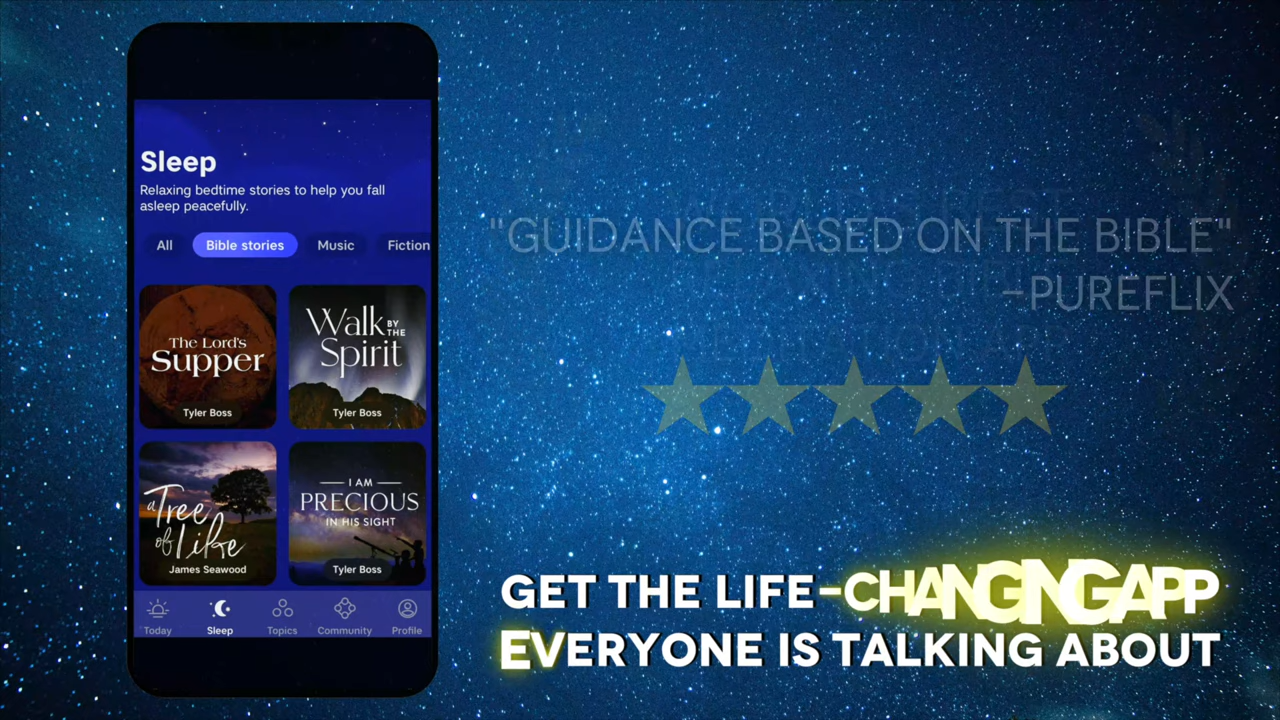 Sleep
Relaxing bedtime stories to help you fall
asleep peacefully.
All
Bible stories
Music
Fiction
The Lord's
Supper
Tyler Boss
Walk BY THE
Spirit
Tyler Boss
a Tree
of Life
James Seawood
I AM
PRECIOUS
IN HIS SIGHT
Tyler Boss
Today
Sleep
Topics
Community
Profile
"GUIDANCE BASED ON THE BIBLE"
-PUREFLIX
GET THE LIFE-CHANGING APP
EVERYONE IS TALKING ABOUT